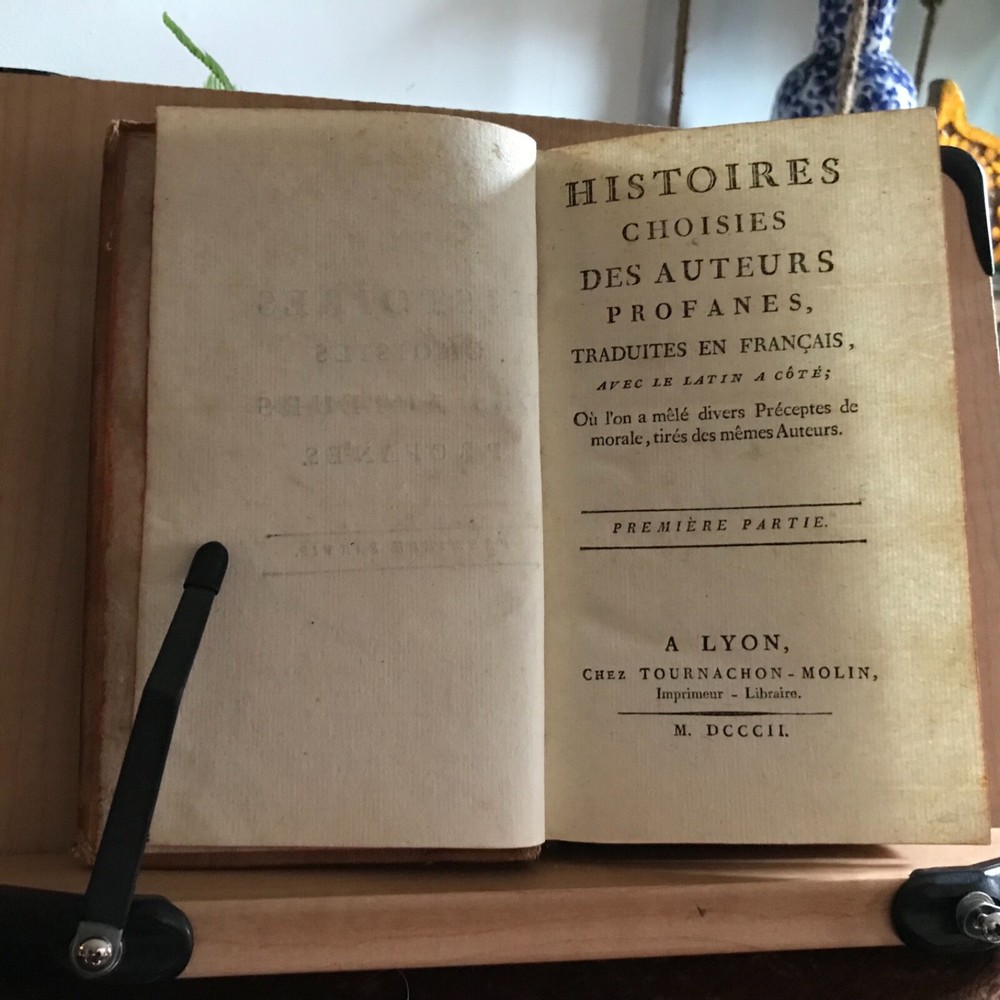 HISTOIRES
CHOISIES
DES AUTEURS
PROFANES,
TRADUITES EN FRANÇAIS,
AVEC LE LATIN A CÔTÉ;
Où l'on a mêlé divers Préceptes de
morale, tirés des mêmes Auteurs.
PREMIÈRE PARTIE.
A LYON,
CHEZ TOURNACHON-MOLIN,
Imprimeur - Libraire.
M. DCCCII.